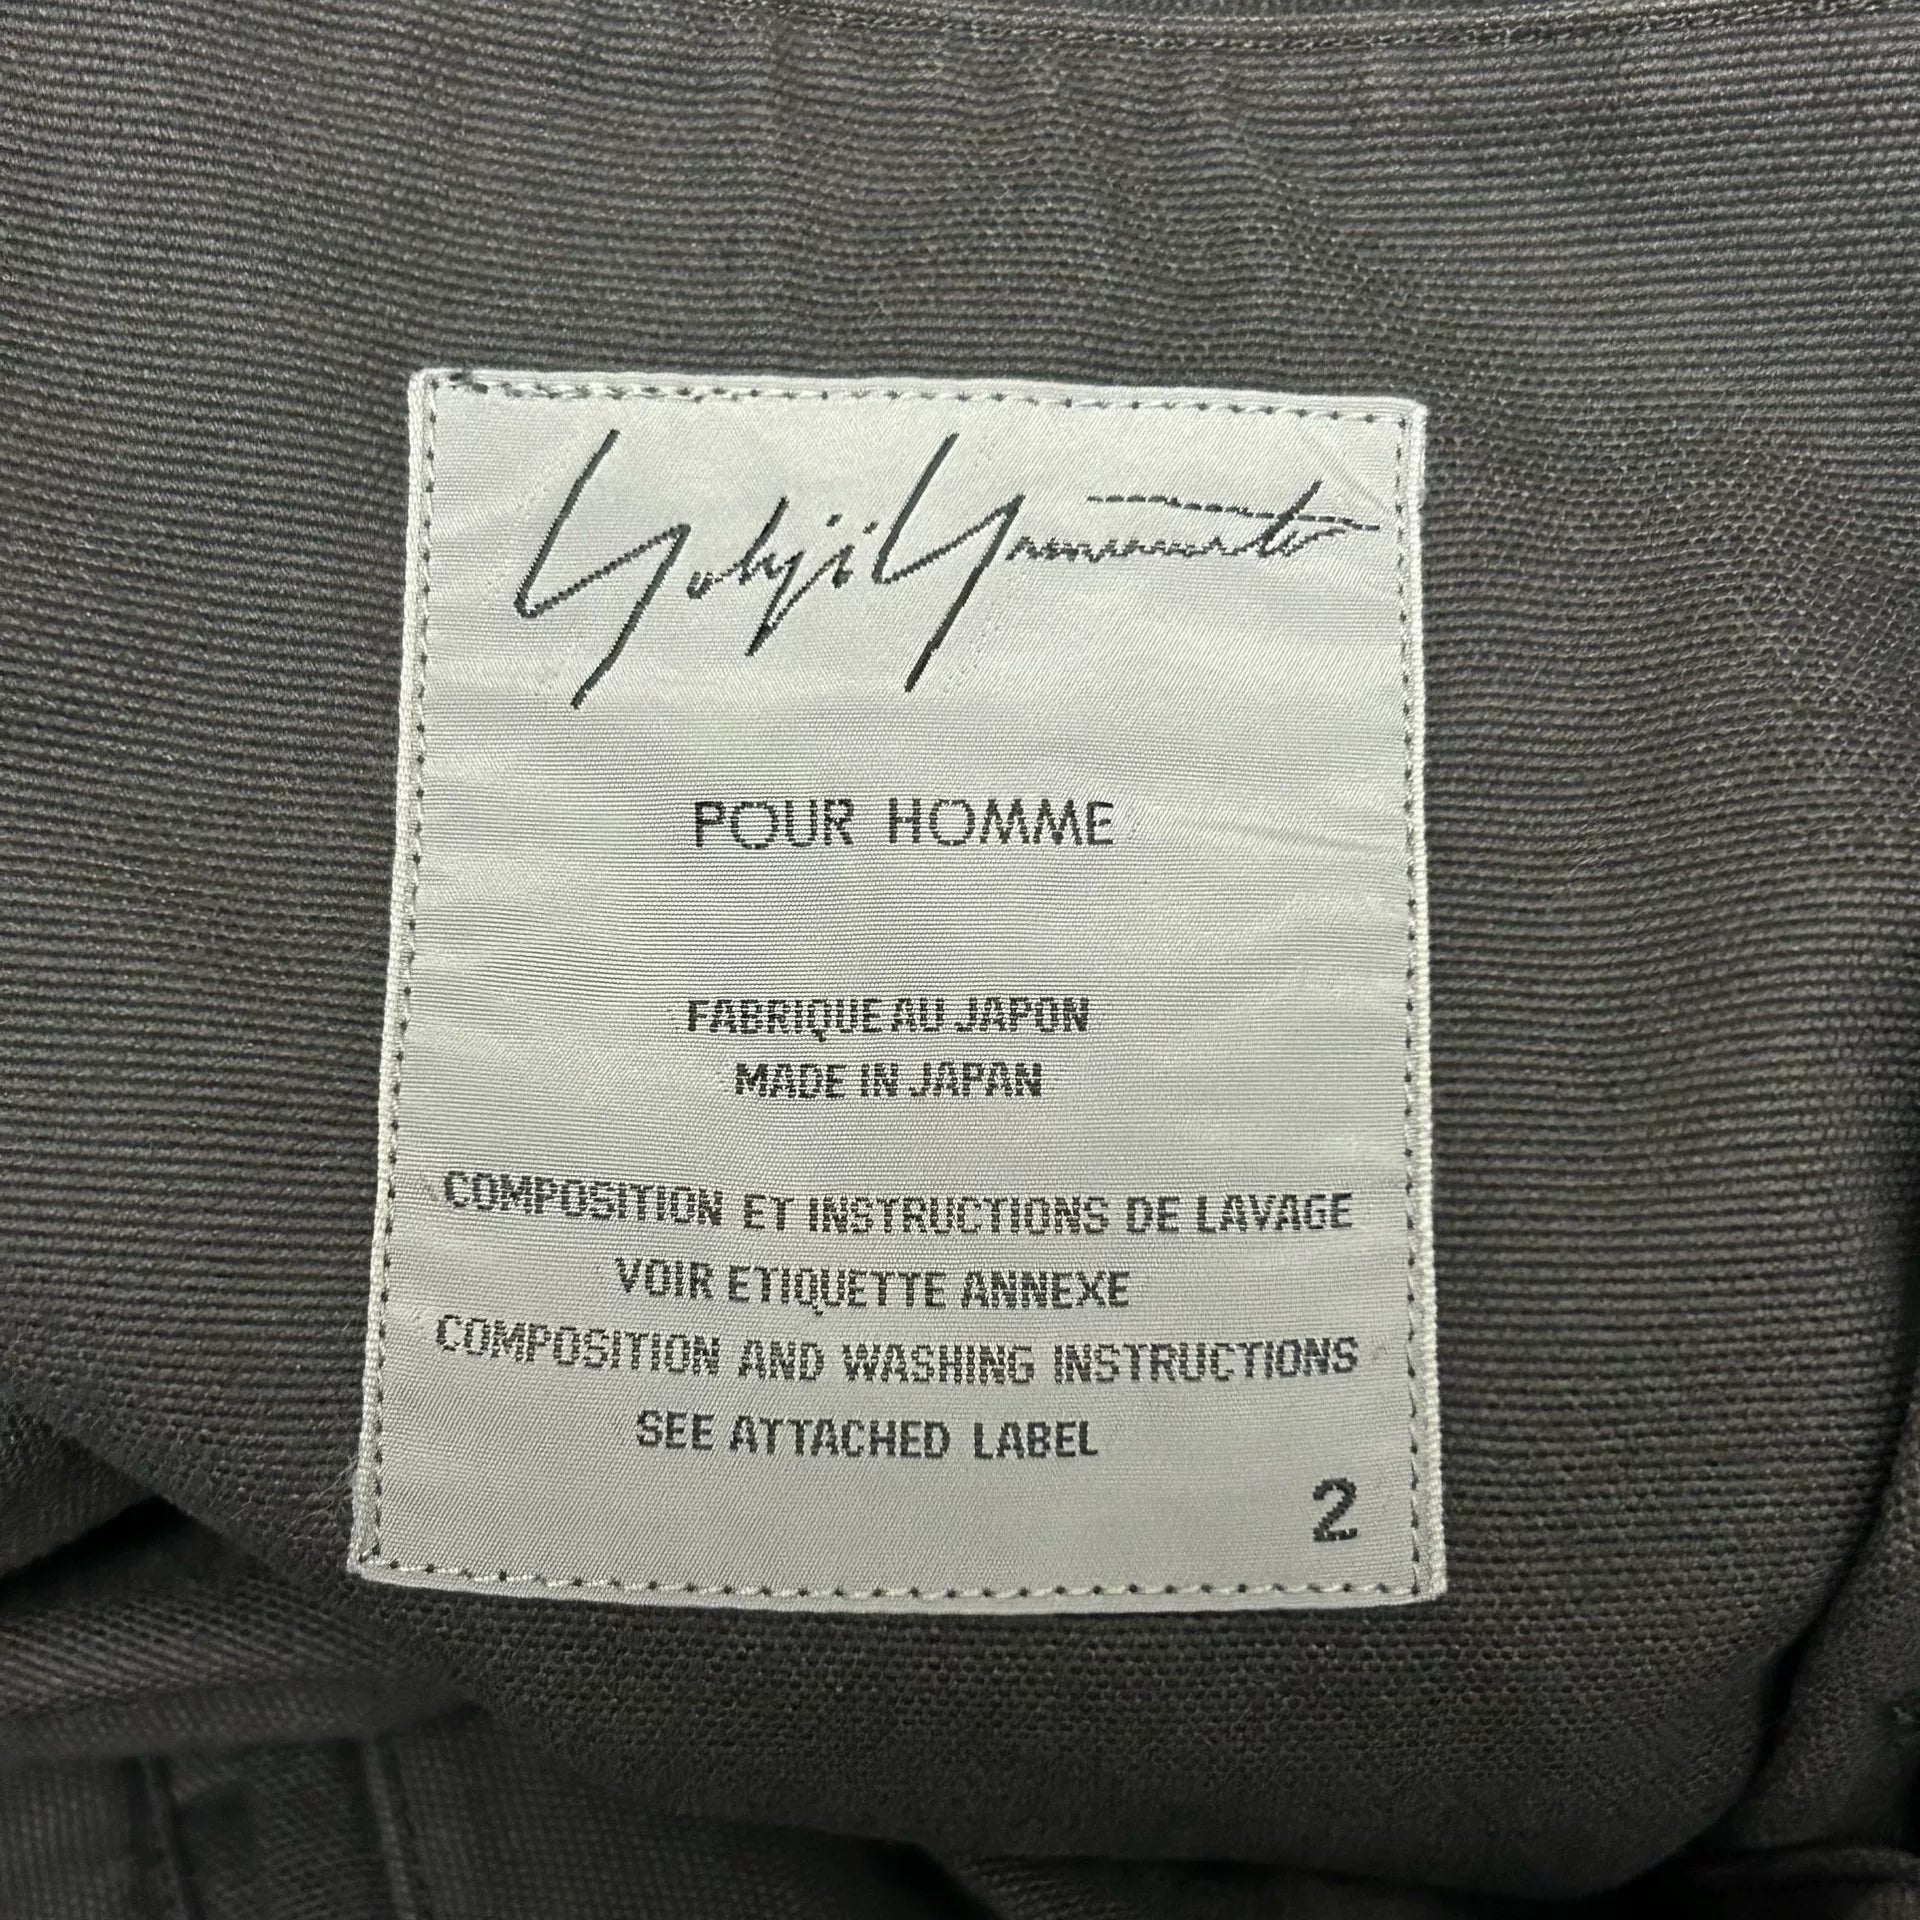 Yohji Yamamoto
POUR HOMME
FABRIQUE AU JAPON
MADE IN JAPAN
COMPOSITION ET INSTRUCTIONS DE LAVAGE
VOIR ETIQUETTE ANNEXE
COMPOSITION AND WASHING INSTRUCTIONS
SEE ATTACHED LABEL
2